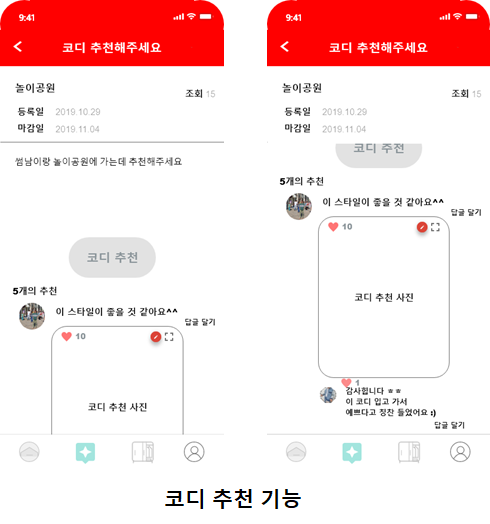 9:41
코디 추천해주세요
놀이공원
조회 15
등록일 2019.10.29
마감일 2019.11.04
썸남이랑 놀이공원에 가는데 추천해주세요
코디 추천
5개의 추천
이 스타일이 좋을 것 같아요^^
답글 달기
10
코디 추천 사진
9:41
코디 추천해주세요
놀이공원
조회 15
등록일 2019.10.29
마감일 2019.11.04
코디 추천
5개의 추천
이 스타일이 좋을 것 같아요^^
답글 달기
10
코디 추천 사진
1
감사합니다 ㅎㅎ
이 코디 입고 가서
예쁘다고 칭찬 들었어요 :)
답글 달기
코디 추천 기능